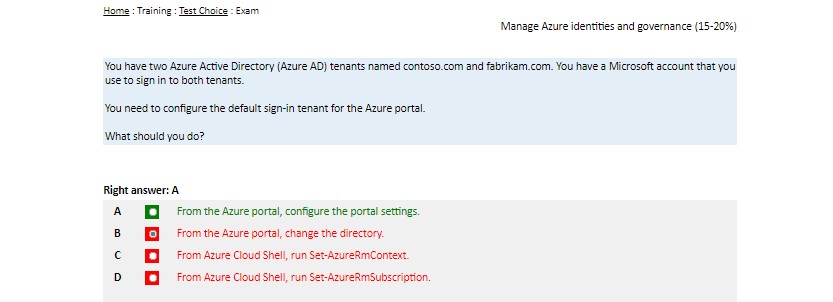 Home : Training : Test Choice : Exam
Manage Azure identities and governance (15-20%)
You have two Azure Active Directory (Azure AD) tenants named contoso.com and fabrikam.com. You have a Microsoft account that you
use to sign in to both tenants.
You need to configure the default sign-in tenant for the Azure portal.
What should you do?
Right answer: A
A From the Azure portal, configure the portal settings.
B From the Azure portal, change the directory.
C From Azure Cloud Shell, run Set-AzureRmContext.
D From Azure Cloud Shell, run Set-AzureRmSubscription.